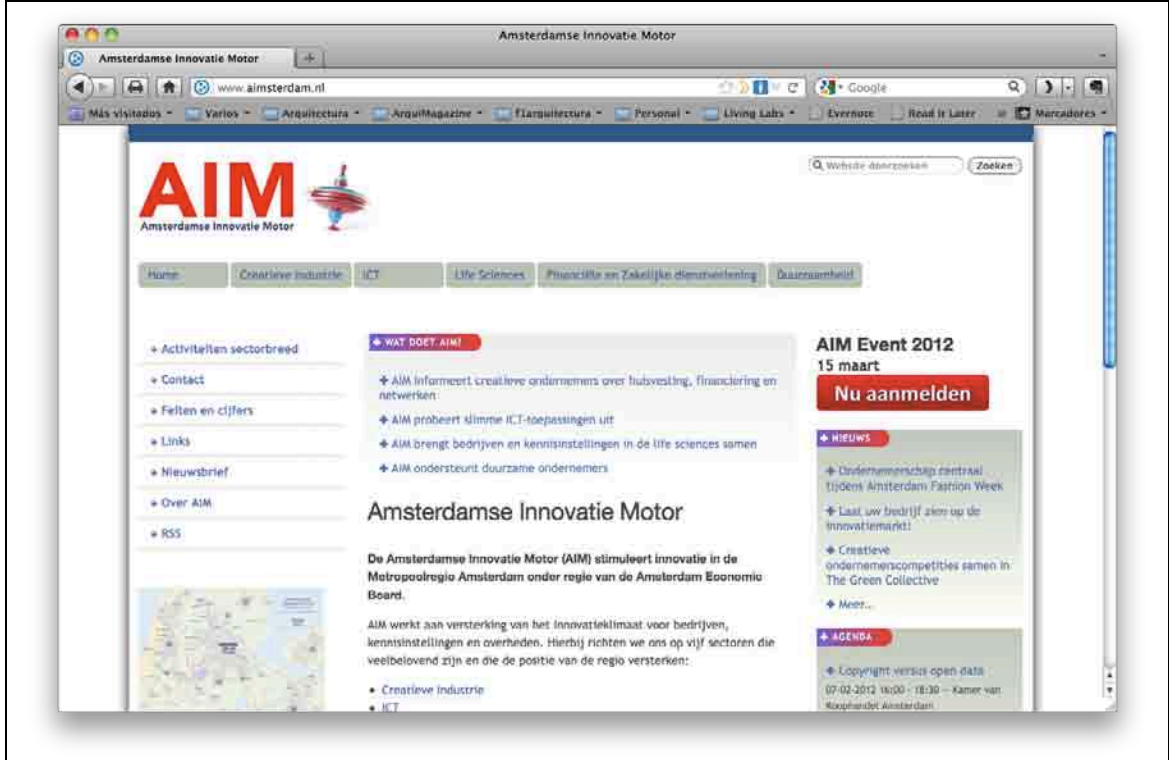 Amsterdamse Innovatie Motor
Amsterdamse Innovatie Motor
www.aimsterdam.nl
Google
Más visitados Varios Arquitectura ArquiMagazine f1arquitectura Personal Living Labs Evernote Read It Later Marcadores
Website doorzoeken Zoeken
AIM
Amsterdamse Innovatie Motor
Home Creatieve industrie ICT Life Sciences Financiële en Zakelijke dienstverlening Duurzaamheid
Activiteiten sectorbreed
Contact
Feiten en cijfers
Links
Nieuwsbrief
Over AIM
RSS
WAT DOET AIM?
AIM informeert creatieve ondernemers over huisvesting, financiering en
netwerken
AIM probeert slimme ICT-toepassingen uit
AIM brengt bedrijven en kennisinstellingen in de life sciences samen
AIM ondersteunt duurzame ondernemers
Amsterdamse Innovatie Motor
De Amsterdamse Innovatie Motor (AIM) stimuleert innovatie in de
Metropoolregio Amsterdam onder regie van de Amsterdam Economic
Board.
AIM werkt aan versterking van het innovatieklimaat voor bedrijven,
kennisinstellingen en overheden. Hierbij richten we ons op vijf sectoren die
veelbelovend zijn en die de positie van de regio versterken:
• Creatieve industrie
• ICT
AIM Event 2012
15 maart
Nu aanmelden
NIEUWS
Ondernemerschap centraal
tijdens Amsterdam Fashion Week
Laat uw bedrijf zien op de
innovatiemarkt!
Creatieve
ondernemerscompetities samen in
The Green Collective
Meer...
AGENDA
Copyright versus open data
07-02-2012 16:00 - 18:30 - Kamer van
Koophandel Amsterdam